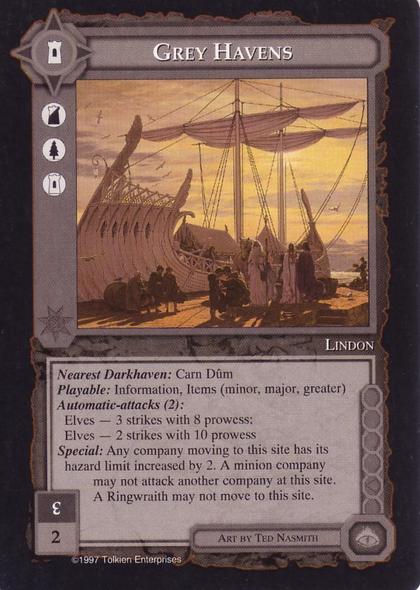 GREY HAVENS
LINDON
Nearest Darkhaven: Carn Dûm
Playable: Information, Items (minor, major, greater)
Automatic-attacks (2):
Elves — 3 strikes with 8 prowess;
Elves — 2 strikes with 10 prowess
Special: Any company moving to this site has its
hazard limit increased by 2. A minion company
may not attack another company at this site.
A Ringwraith may not move to this site.
ε
2
ART BY TED NASMITH
©1997 Tolkien Enterprises